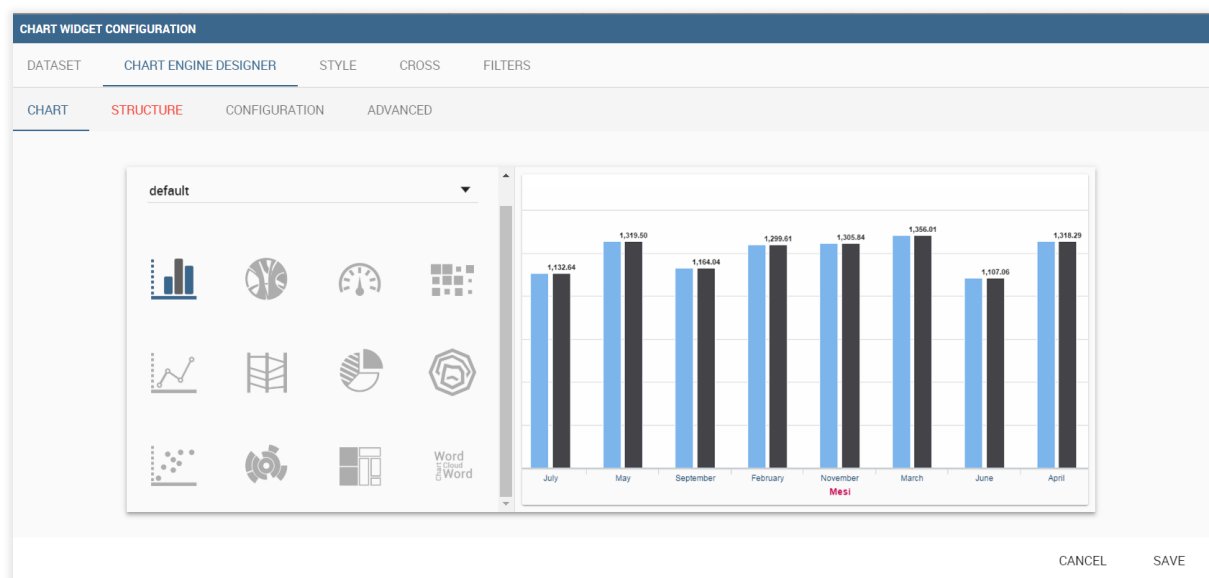 CHART WIDGET CONFIGURATION
DATASET CHART ENGINE DESIGNER STYLE CROSS FILTERS
CHART STRUCTURE CONFIGURATION ADVANCED
default
Word
Chart Cloud
Word
1,132.64 1,319.50 1,164.04 1,299.61 1,305.84 1,356.01 1,107.06 1,318.29
July May September February November March June April
Mesi
CANCEL SAVE